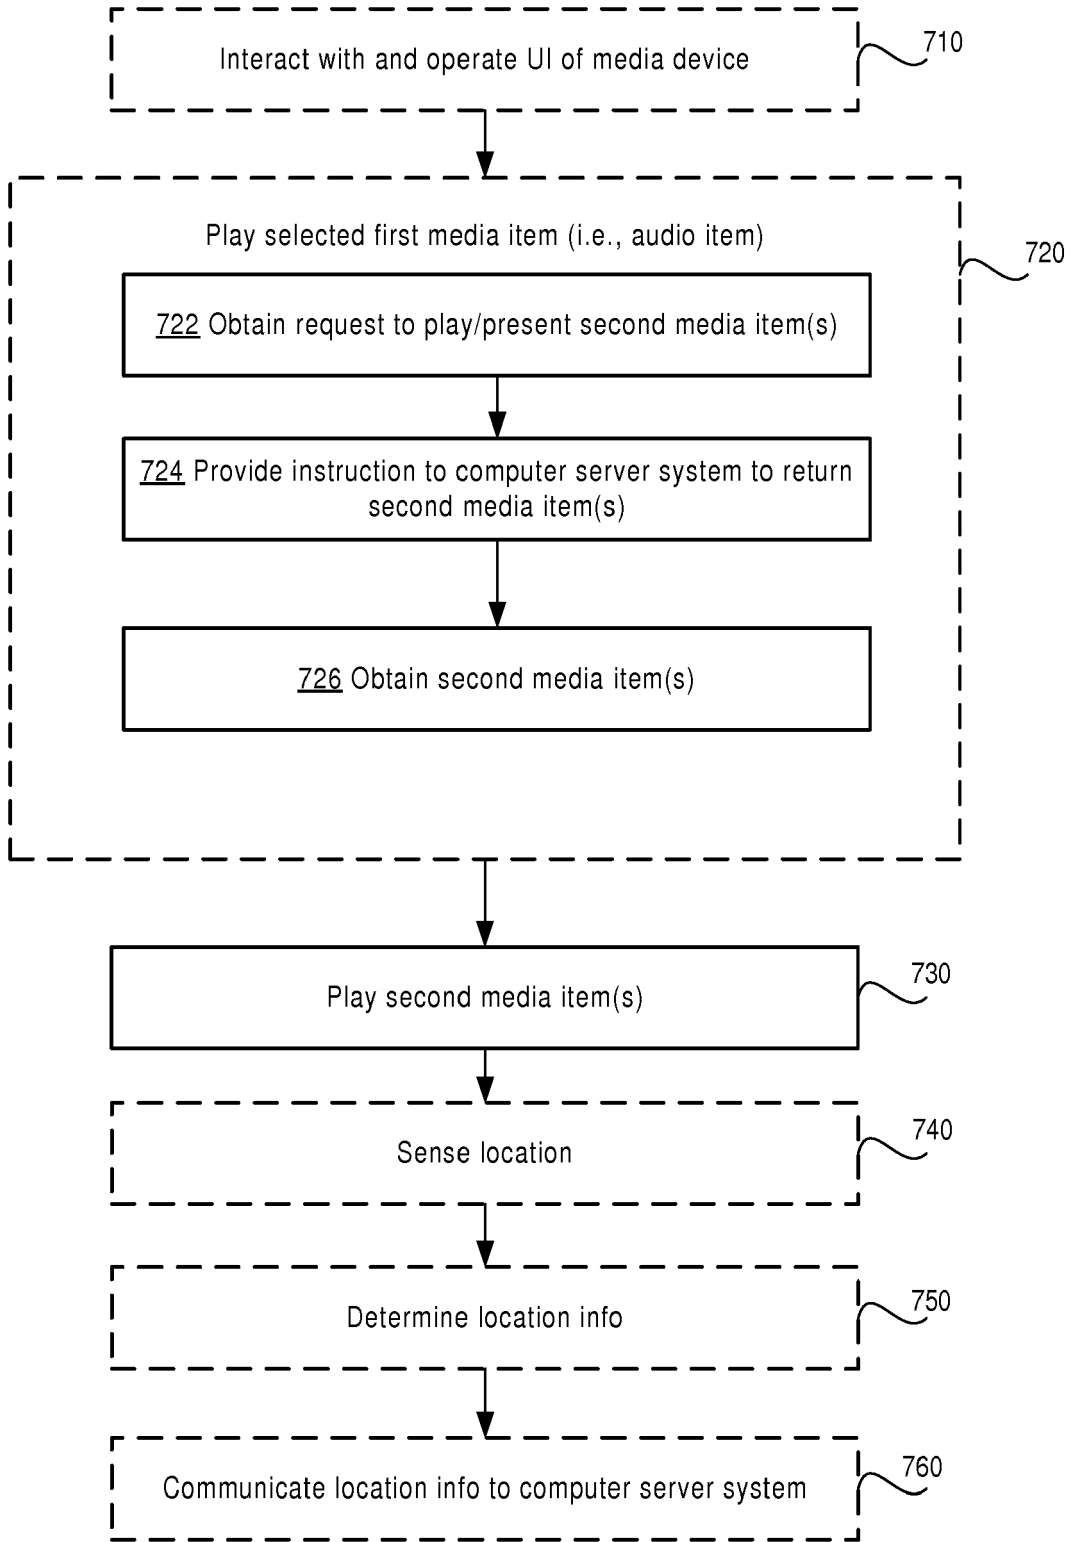 Interact with and operate UI of media device
710
Play selected first media item (i.e., audio item)
720
722 Obtain request to play/present second media item(s)
724 Provide instruction to computer server system to return
second media item(s)
726 Obtain second media item(s)
730
Play second media item(s)
740
Sense location
750
Determine location info
760
Communicate location info to computer server system